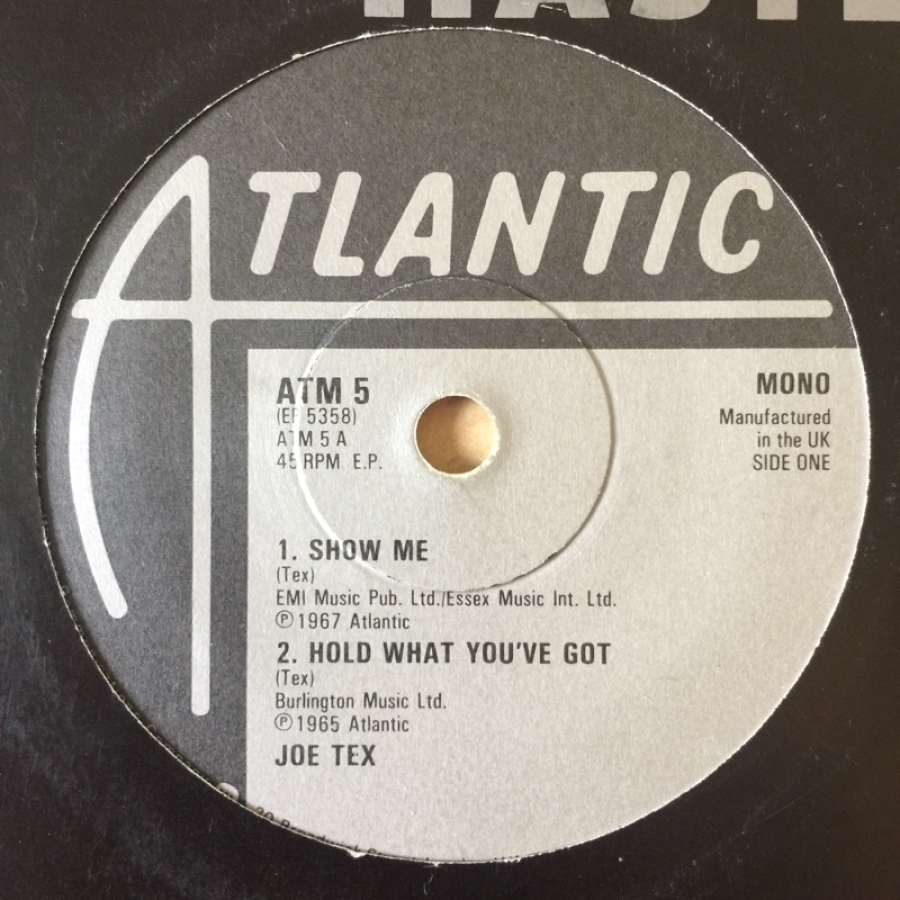 ATLANTIC
ATM 5
(EP 5358)
ATM 5 A
45 RPM E.P.
MONO
Manufactured
in the UK
SIDE ONE
1. SHOW ME
(Tex)
EMI Music Pub. Ltd./Essex Music Int. Ltd.
℗ 1967 Atlantic
2. HOLD WHAT YOU'VE GOT
(Tex)
Burlington Music Ltd.
℗ 1965 Atlantic
JOE TEX